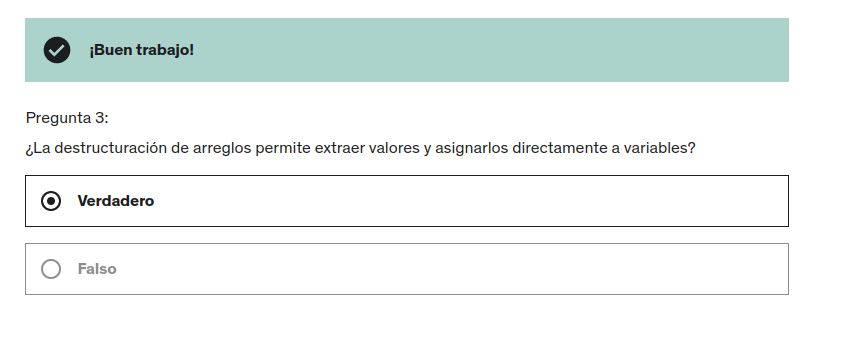 ¡Buen trabajo!
Pregunta 3:
¿La destructuración de arreglos permite extraer valores y asignarlos directamente a variables?
Verdadero
Falso